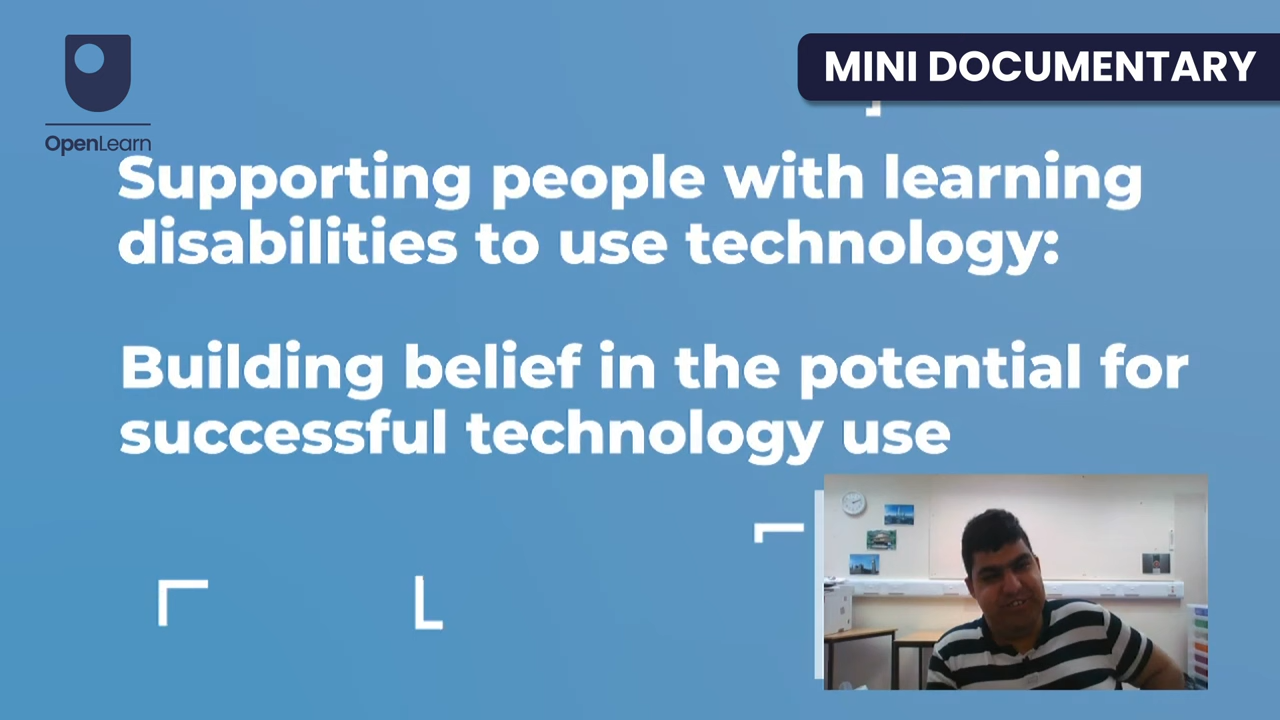 OpenLearn
MINI DOCUMENTARY
Supporting people with learning
disabilities to use technology:
Building belief in the potential for
successful technology use